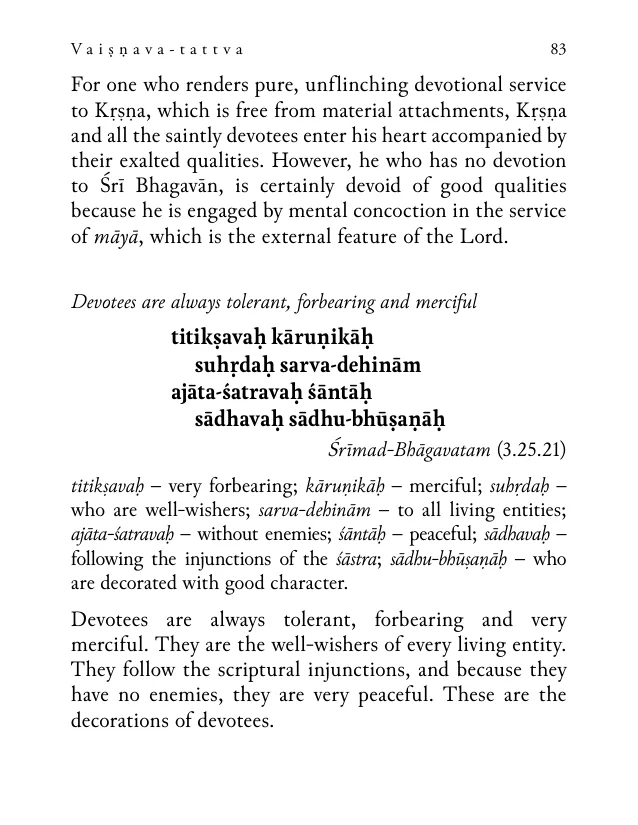 Vaiṣṇava-tattva 83
For one who renders pure, unflinching devotional service
to Kṛṣṇa, which is free from material attachments, Kṛṣṇa
and all the saintly devotees enter his heart accompanied by
their exalted qualities. However, he who has no devotion
to Śrī Bhagavān, is certainly devoid of good qualities
because he is engaged by mental concoction in the service
of māyā, which is the external feature of the Lord.
Devotees are always tolerant, forbearing and merciful
titikṣavaḥ kāruṇikāḥ
suhṛdaḥ sarva-dehinām
ajāta-śatravaḥ śāntāḥ
sādhavaḥ sādhu-bhūṣaṇāḥ
Śrīmad-Bhāgavatam (3.25.21)
titikṣavaḥ – very forbearing; kāruṇikāḥ – merciful; suhṛdaḥ –
who are well-wishers; sarva-dehinām – to all living entities;
ajāta-śatravaḥ – without enemies; śāntāḥ – peaceful; sādhavaḥ –
following the injunctions of the śāstra; sādhu-bhūṣaṇāḥ – who
are decorated with good character.
Devotees are always tolerant, forbearing and very
merciful. They are the well-wishers of every living entity.
They follow the scriptural injunctions, and because they
have no enemies, they are very peaceful. These are the
decorations of devotees.